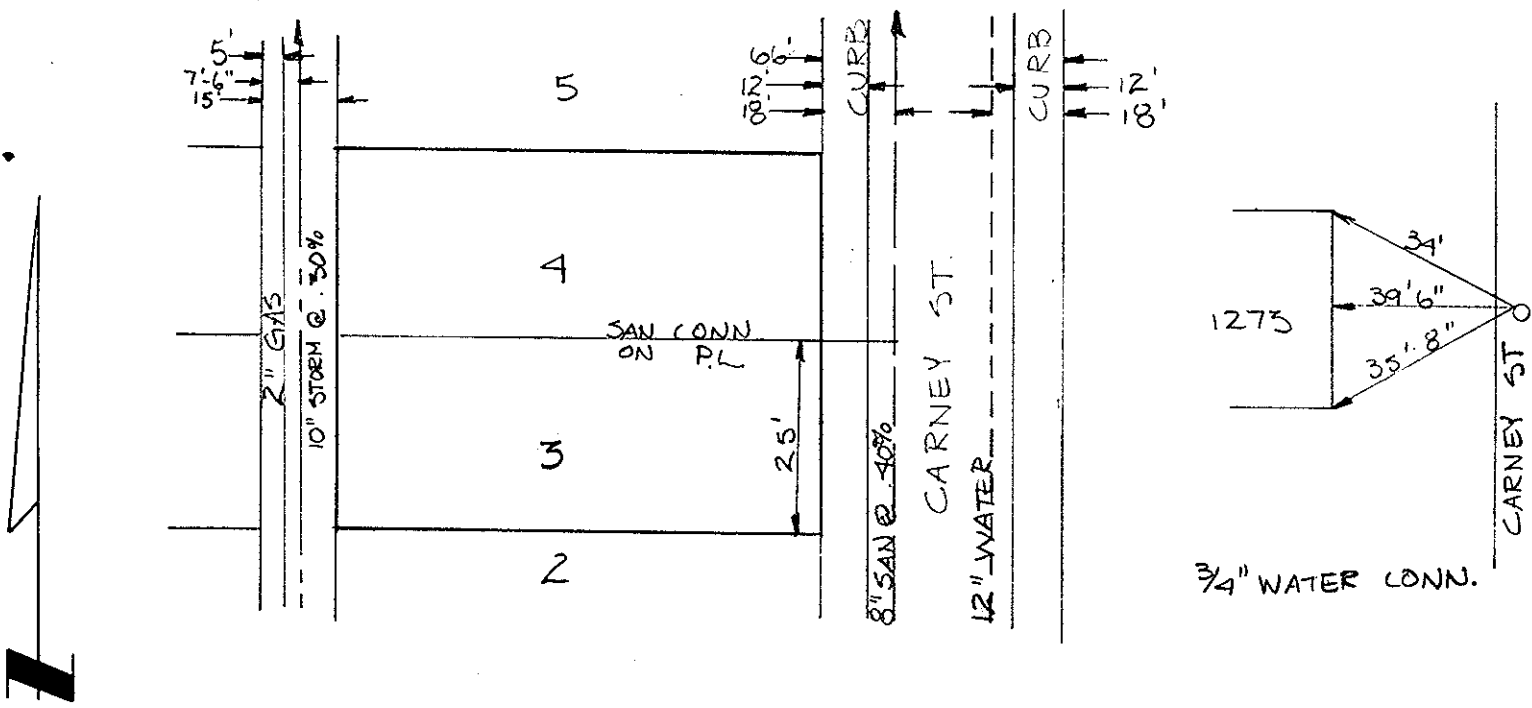 5'
7'-6"
15'
5
66'
12'
18'
CURB
CURB
12'
18'
2" GAS
10" STORM @ .30%
4
SAN CONN
ON P.L
3
25'
2
8" SAN @ .40%
CARNEY ST.
12" WATER
1275
34'
39'6"
35'-8"
CARNEY ST
3/4" WATER CONN.
N